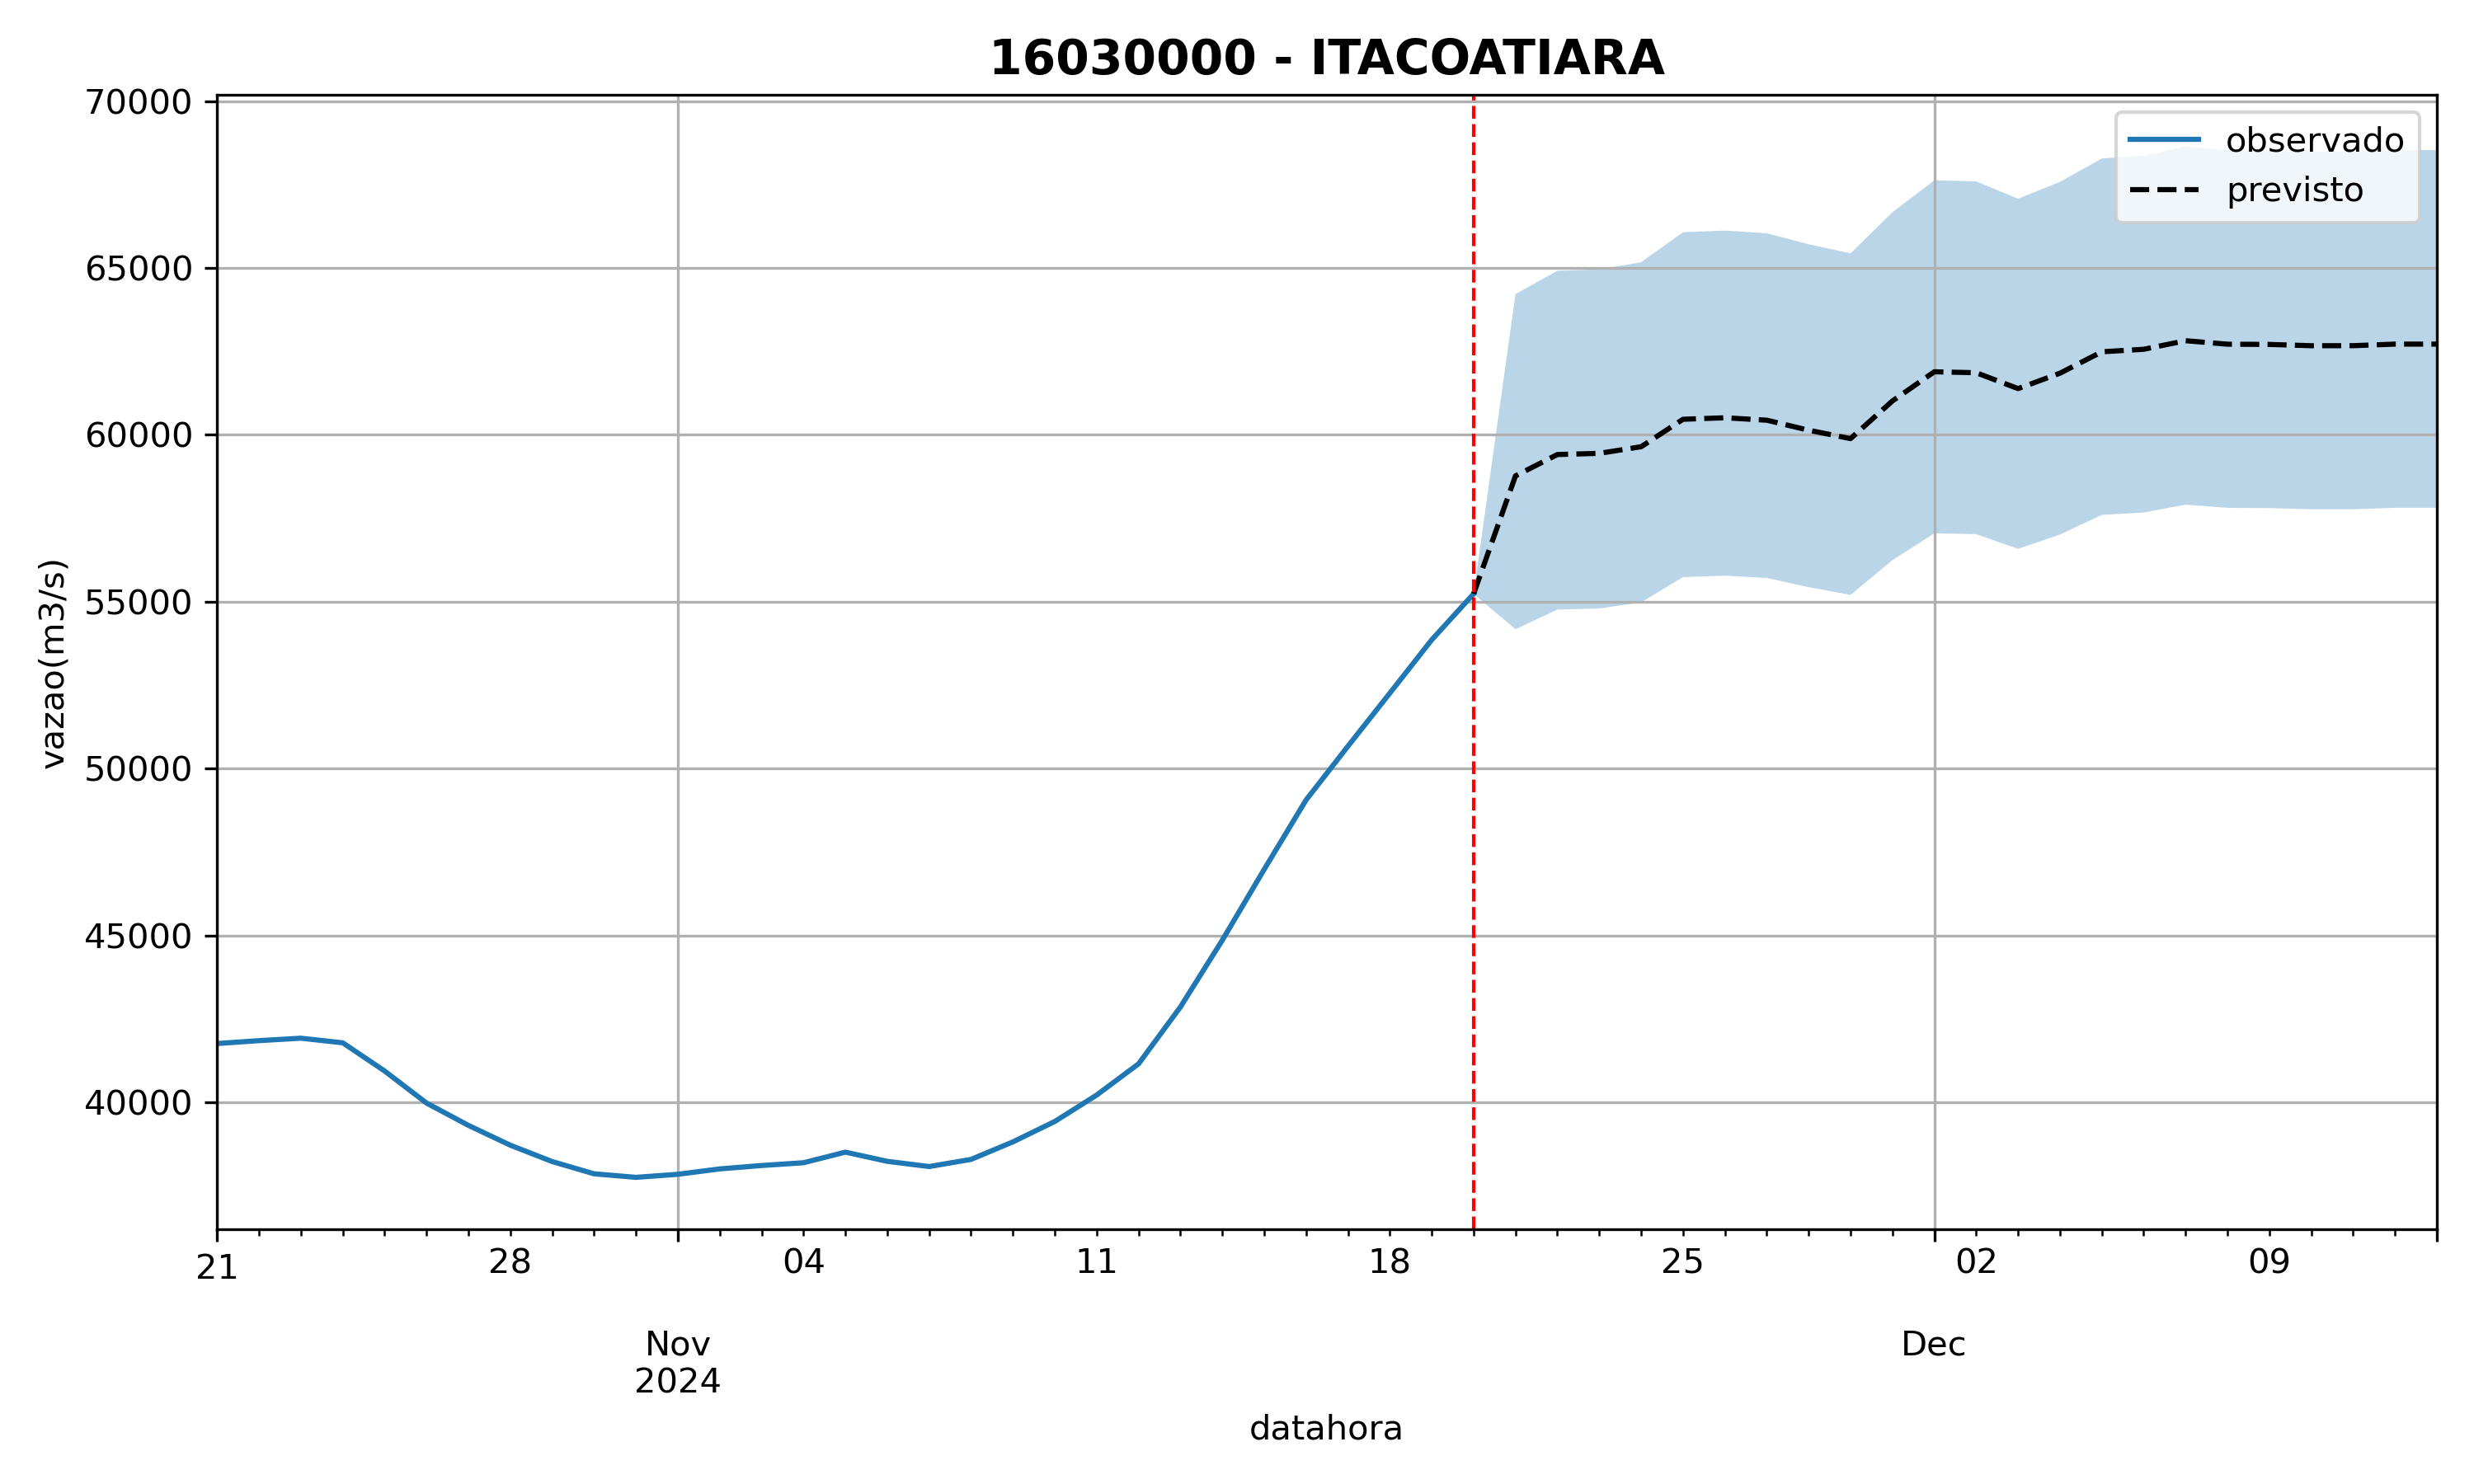 16030000 - ITACOATIARA
observado
previsto
vazao(m3/s)
70000
65000
60000
55000
50000
45000
40000
21 28 04 11 18 25 02 09
Nov Dec
2024
datahora